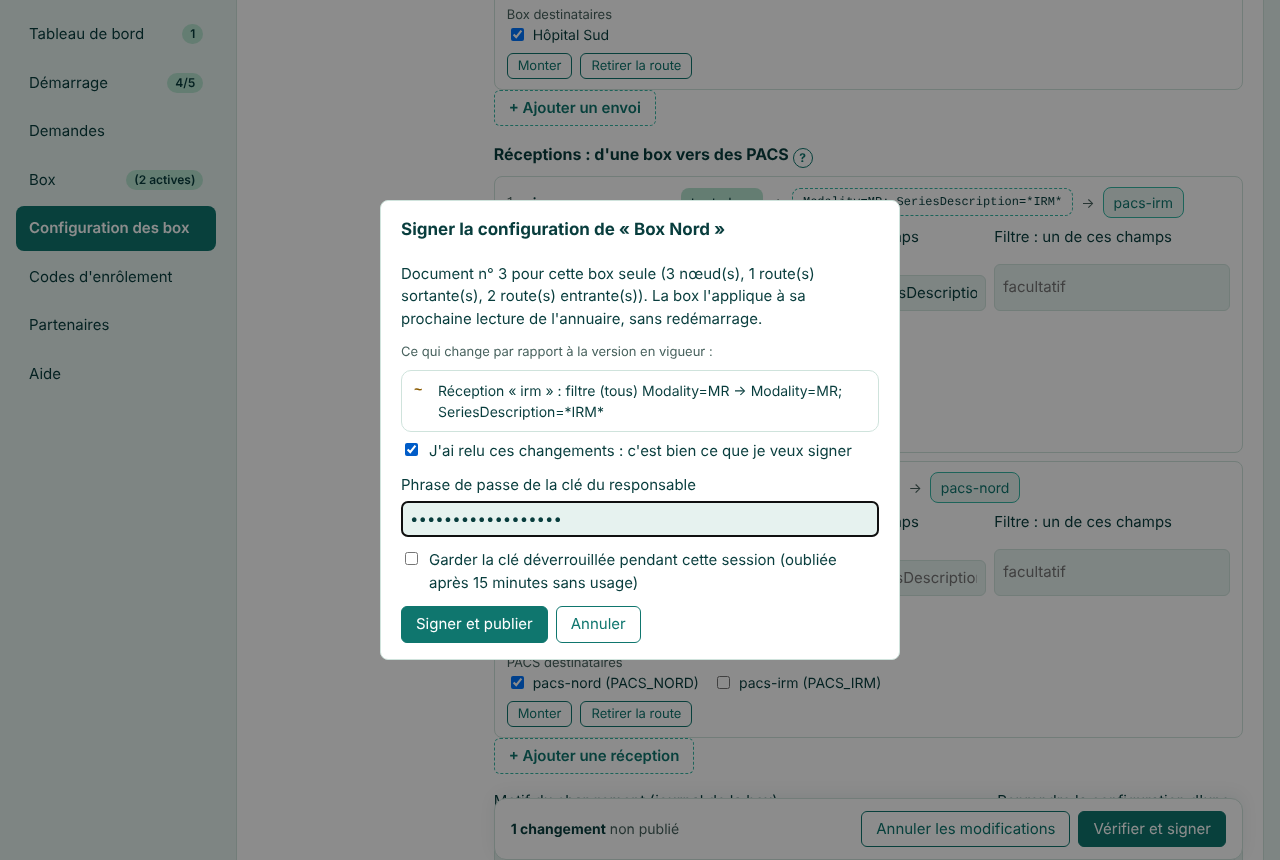 Tableau de bord 1
Démarrage 4/5
Demandes
Box (2 actives)
Configuration des box
Codes d'enrôlement
Partenaires
Aide
Box destinataires
Hôpital Sud
Monter Retirer la route
+ Ajouter un envoi
Réceptions : d'une box vers des PACS ?
SeriesDescription=*IRM* → pacs-irm
Filtre : un de ces champs
facultatif
Signer la configuration de « Box Nord »
Document n° 3 pour cette box seule (3 nœud(s), 1 route(s)
sortante(s), 2 route(s) entrante(s)). La box l'applique à sa
prochaine lecture de l'annuaire, sans redémarrage.
Ce qui change par rapport à la version en vigueur :
~ Réception « irm » : filtre (tous) Modality=MR → Modality=MR;
SeriesDescription=*IRM*
J'ai relu ces changements : c'est bien ce que je veux signer
Phrase de passe de la clé du responsable
••••••••••••••••••
Garder la clé déverrouillée pendant cette session (oubliée
après 15 minutes sans usage)
Signer et publier Annuler
→ pacs-nord
Filtre : un de ces champs
facultatif
PACS destinataires
pacs-nord (PACS_NORD) pacs-irm (PACS_IRM)
Monter Retirer la route
+ Ajouter une réception
1 changement non publié
Annuler les modifications Vérifier et signer